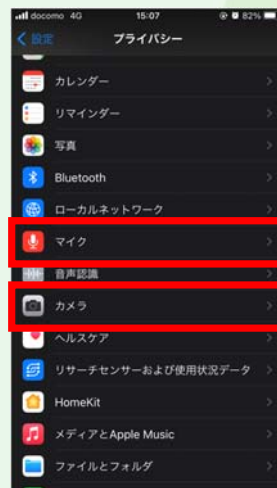 docomo 4G 15:07 82%
設定 プライバシー
カレンダー
リマインダー
写真
Bluetooth
ローカルネットワーク
マイク
音声認識
カメラ
ヘルスケア
リサーチセンサーおよび使用状況データ
HomeKit
メディアとApple Music
ファイルとフォルダ